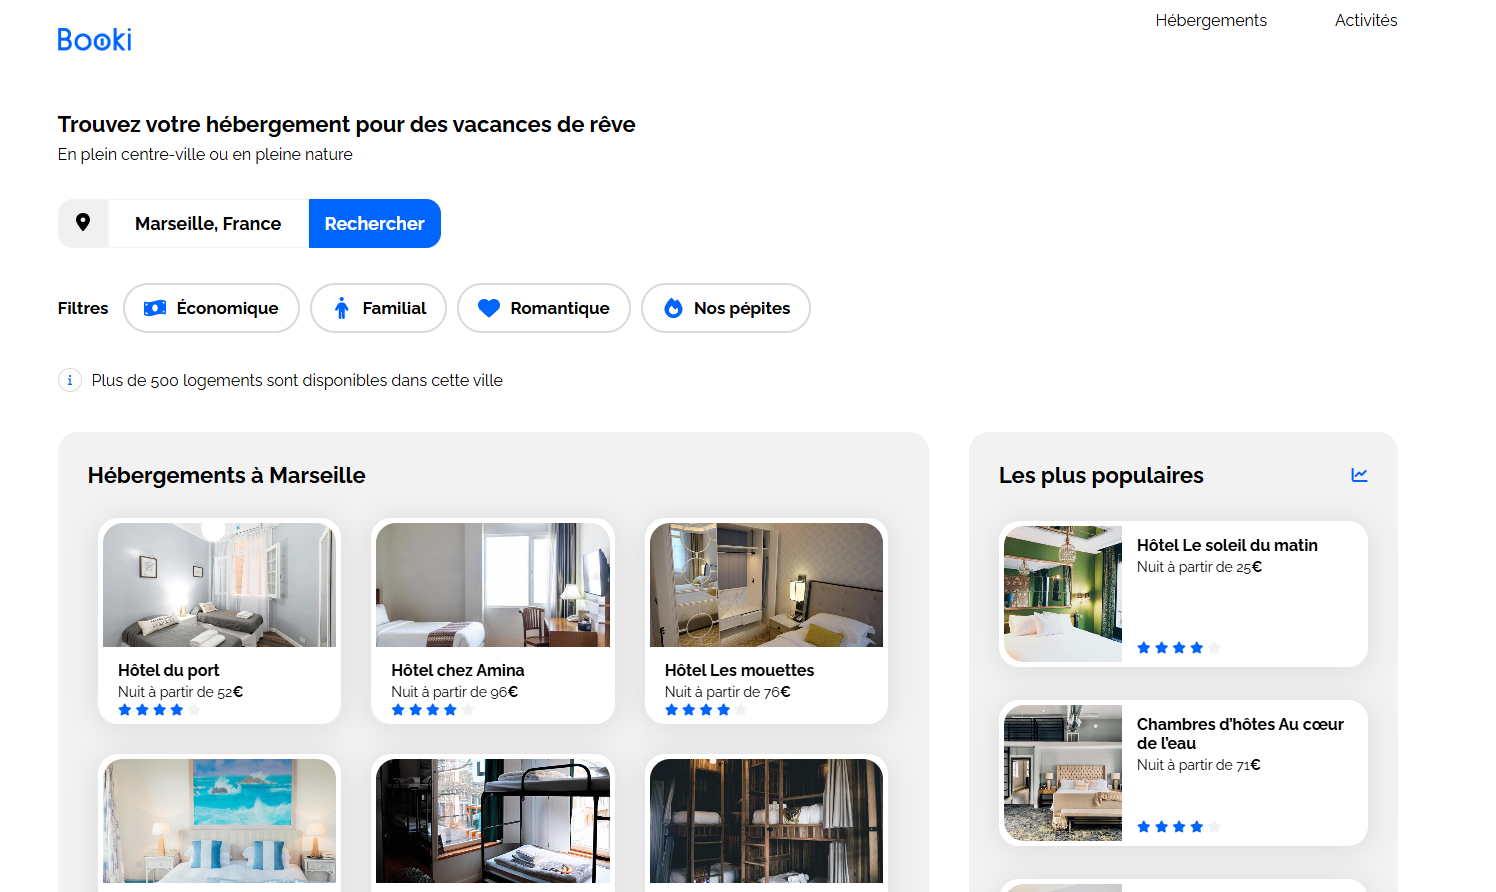 Booki
Hébergements
Activités
Trouvez votre hébergement pour des vacances de rêve
En plein centre-ville ou en pleine nature
Marseille, France
Rechercher
Filtres
Économique
Familial
Romantique
Nos pépites
Plus de 500 logements sont disponibles dans cette ville
Hébergements à Marseille
Hôtel du port
Nuit à partir de 52€
Hôtel chez Amina
Nuit à partir de 96€
Hôtel Les mouettes
Nuit à partir de 76€
Les plus populaires
Hôtel Le soleil du matin
Nuit à partir de 25€
Chambres d’hôtes Au cœur
de l’eau
Nuit à partir de 71€